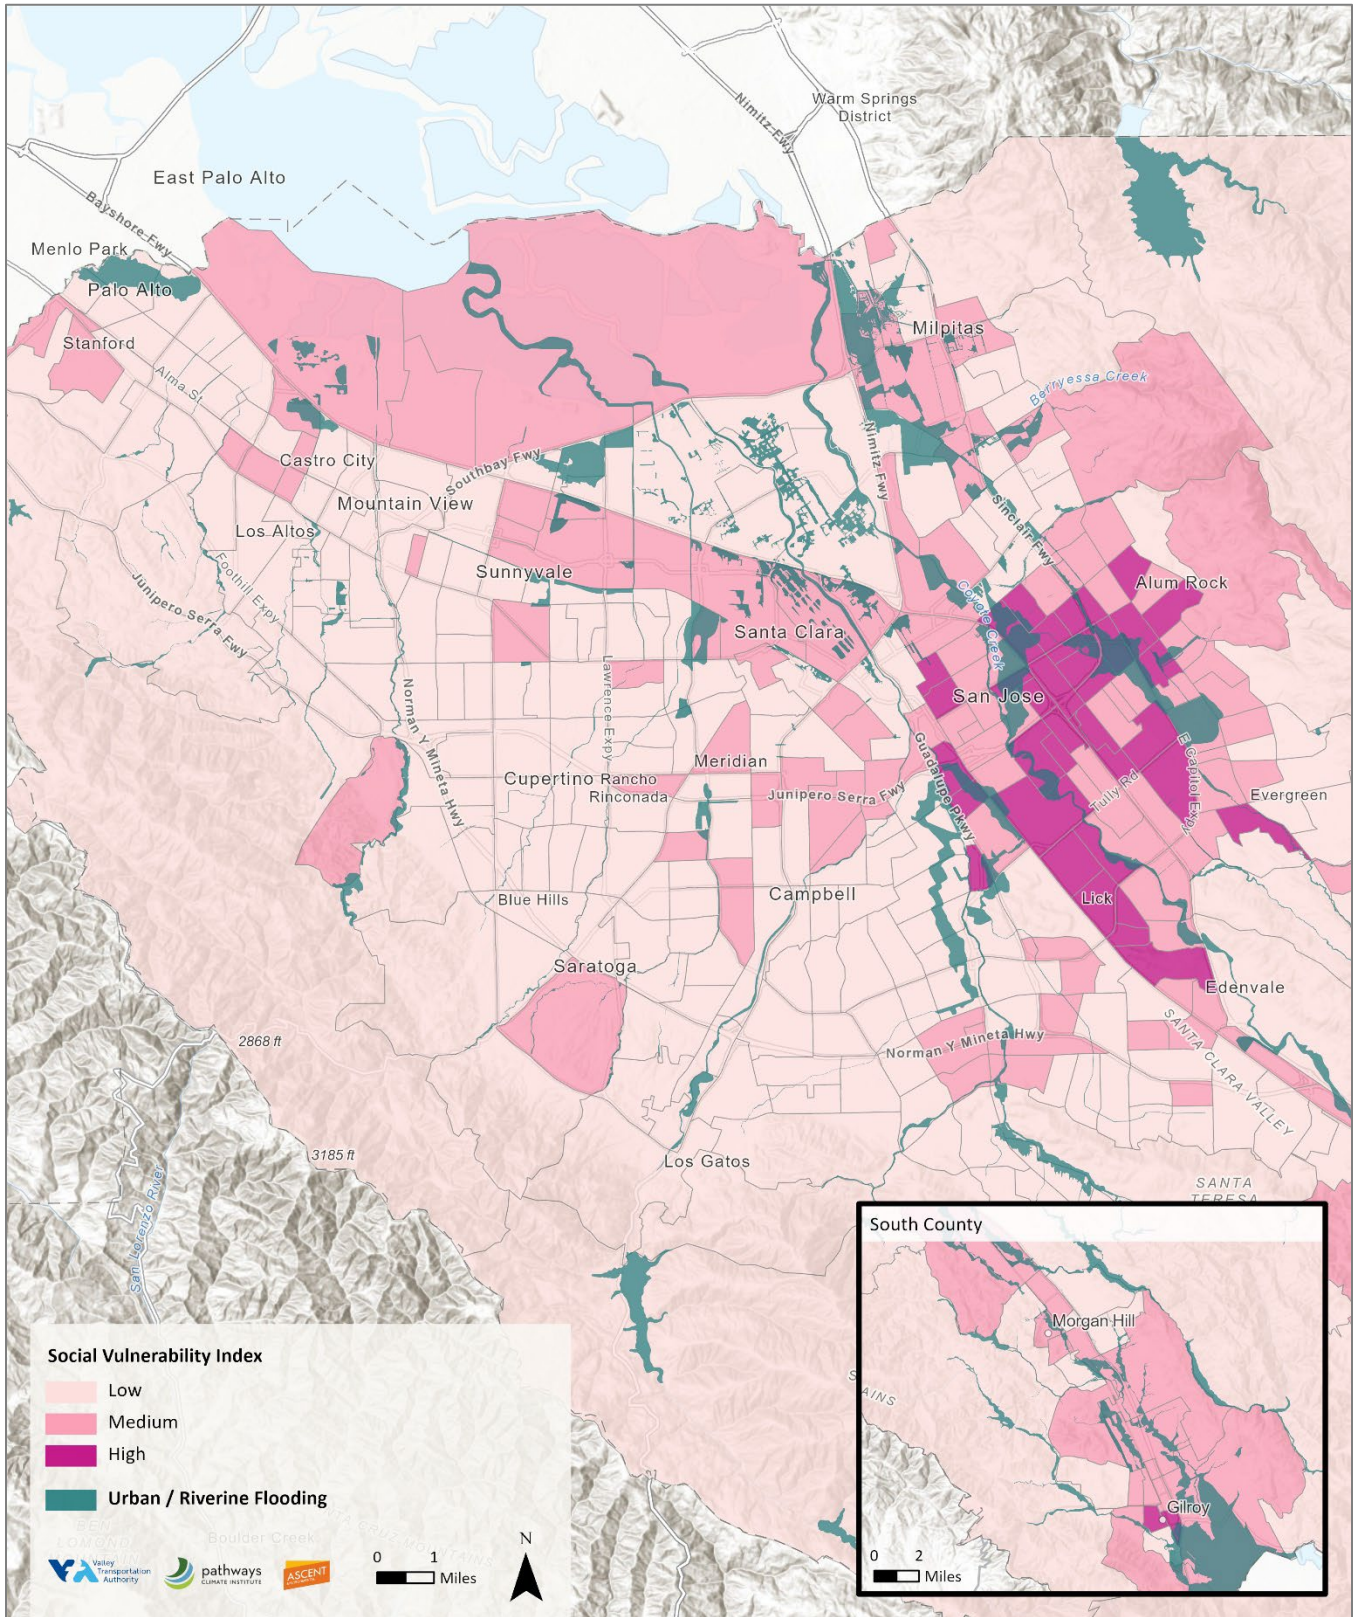 Warm Springs
District
Nimitz Fwy
East Palo Alto
Bayshore Fwy
Menlo Park
Palo Alto
Stanford
Milpitas
Alma St
Berryessa Creek
Castro City
Southbay Fwy
Nimitz Fwy
Mountain View
Sinclair Fwy
Los Altos
Foothill Expy
Sunnyvale
Junipero Serra Fwy
Alum Rock
Coyote Creek
Santa Clara
Lawrence Expy
San Jose
Norman Y Mineta Hwy
Guadalupe Pkwy
E Capitol Expy
Meridian
Cupertino
Rancho
Rinconada
Junipero Serra Fwy
Tully Rd
Evergreen
Blue Hills
Campbell
Lick
Saratoga
Edenvale
2868 ft
Norman Y Mineta Hwy
SANTA CLARA VALLEY
3185 ft
Los Gatos
SANTA
TERESA
San Lorenzo River
South County
Morgan Hill
AINS
Gilroy
0 2
Miles
Social Vulnerability Index
Low
Medium
High
Urban / Riverine Flooding
BEN
LOMOND
Boulder Creek
VTA
Valley
Transportation
Authority
pathways
CLIMATE INSTITUTE
ASCENT
0 1
Miles
N